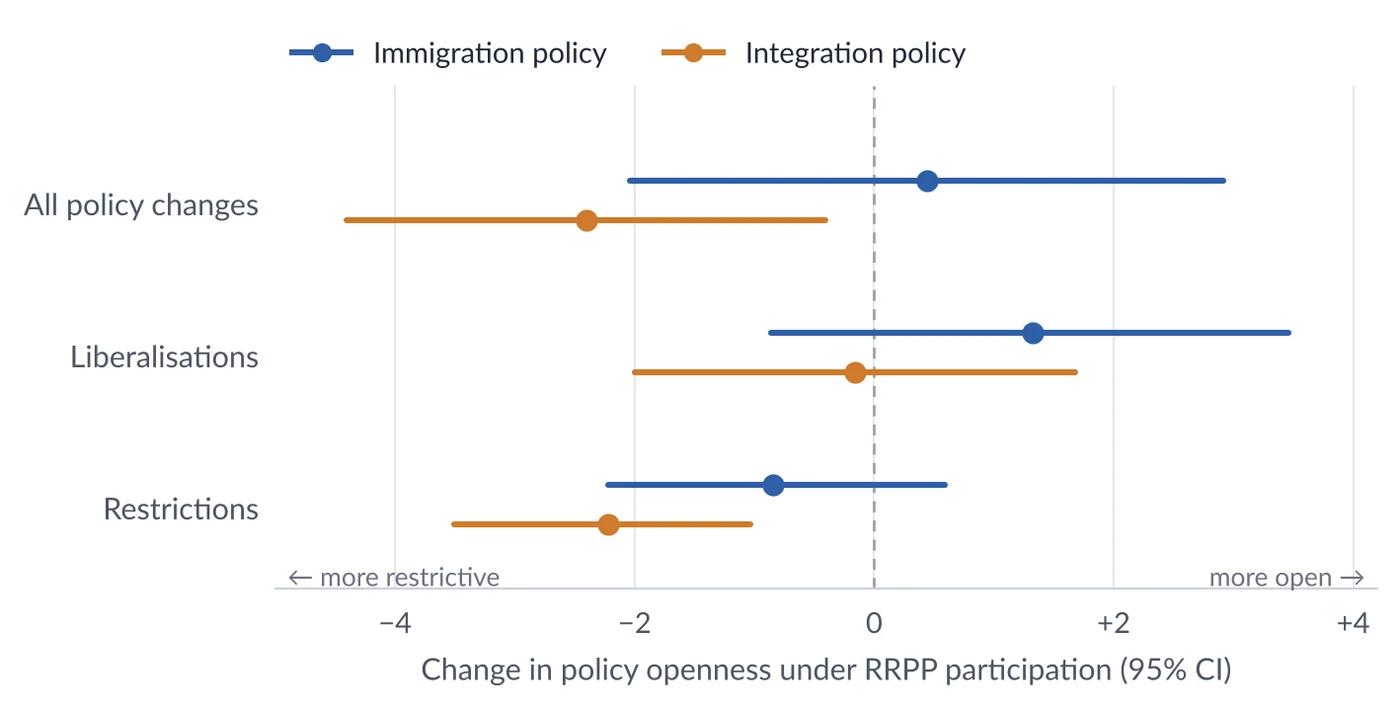 Immigration policy Integration policy
All policy changes
Liberalisations
Restrictions
← more restrictive more open →
−4 −2 0 +2 +4
Change in policy openness under RRPP participation (95% CI)